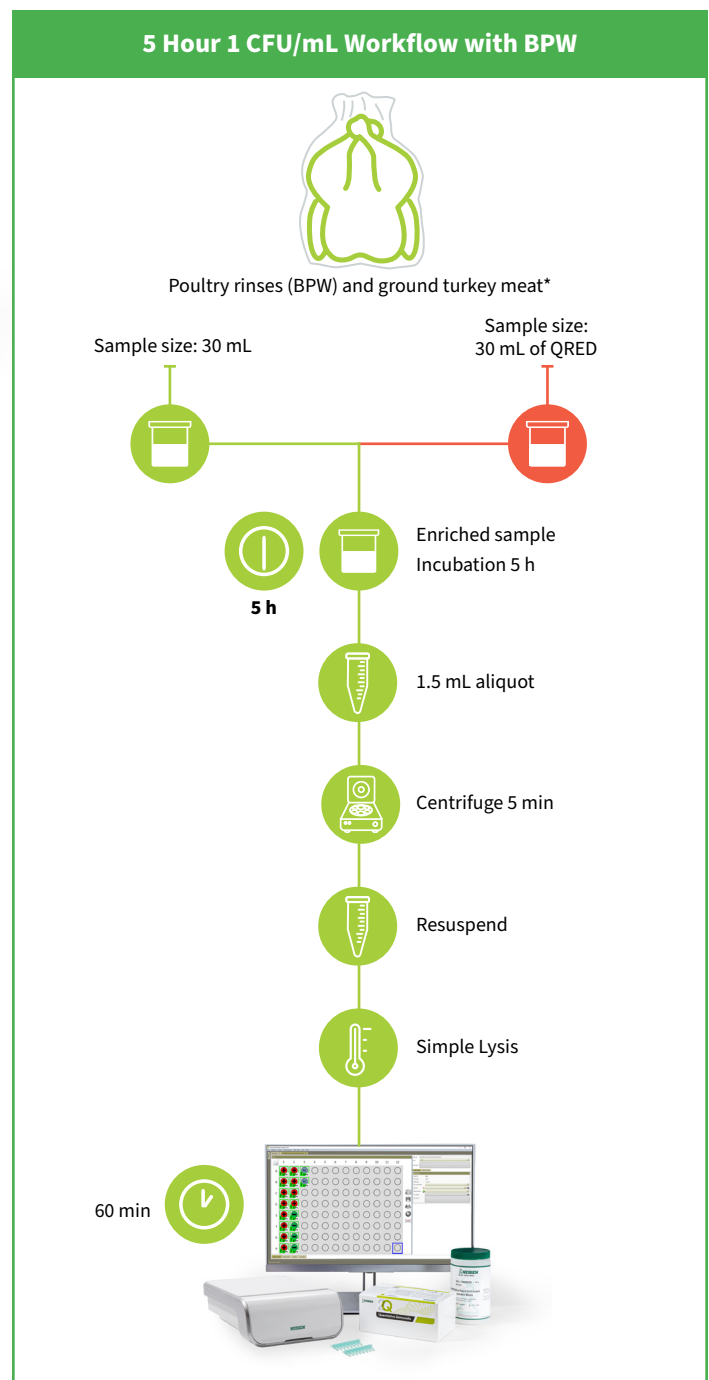 5 Hour 1 CFU/mL Workflow with BPW
Poultry rinses (BPW) and ground turkey meat*
Sample size: 30 mL
Sample size:
30 mL of QRED
Enriched sample
Incubation 5 h
5 h
1.5 mL aliquot
Centrifuge 5 min
Resuspend
Simple Lysis
60 min
NEOGEN
Q